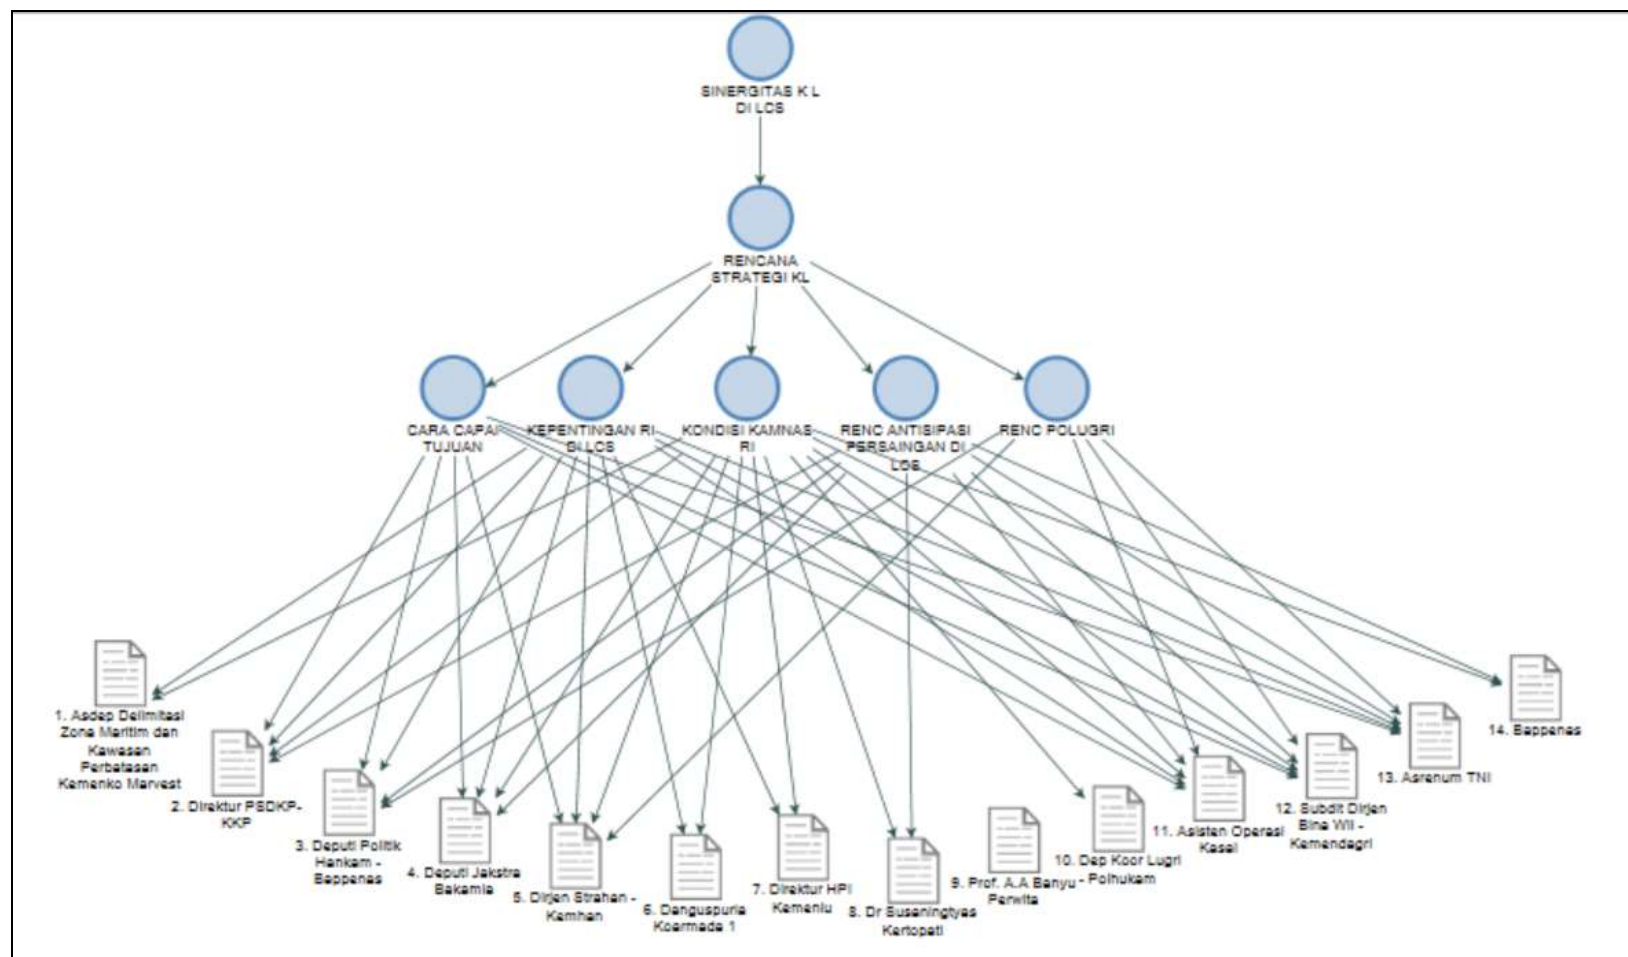 SINERGITAS K L
DI LCS
RENCANA
STRATEGI KL
CARA CAPAI
TUJUAN
KEPENTINGAN RI
DI LCS
KONDISI KAMNAS
RI
RENC ANTISIPASI
PERSAINGAN DI
LCS
RENC POLUGRI
1. Asdep Delimitasi
Zona Maritim dan
Kawasan
Perbatasan
Kemenko Marvest
2. Direktur PSDKP-
KKP
3. Deputi Politik
Hankam -
Bappenas
4. Deputi Jakstra
Bakamla
5. Dirjen Strahan -
Kemhan
6. Danguspurla
Koarmada 1
7. Direktur HPI
Kemenlu
8. Dr Susaningtyas
Kertopati
9. Prof. A.A Banyu
Perwita
10. Dep Koor Lugri
- Polhukam
11. Asisten Operasi
Kasal
12. Subdit Dirjen
Bina Wil -
Kemendagri
13. Asrenum TNI
14. Bappenas